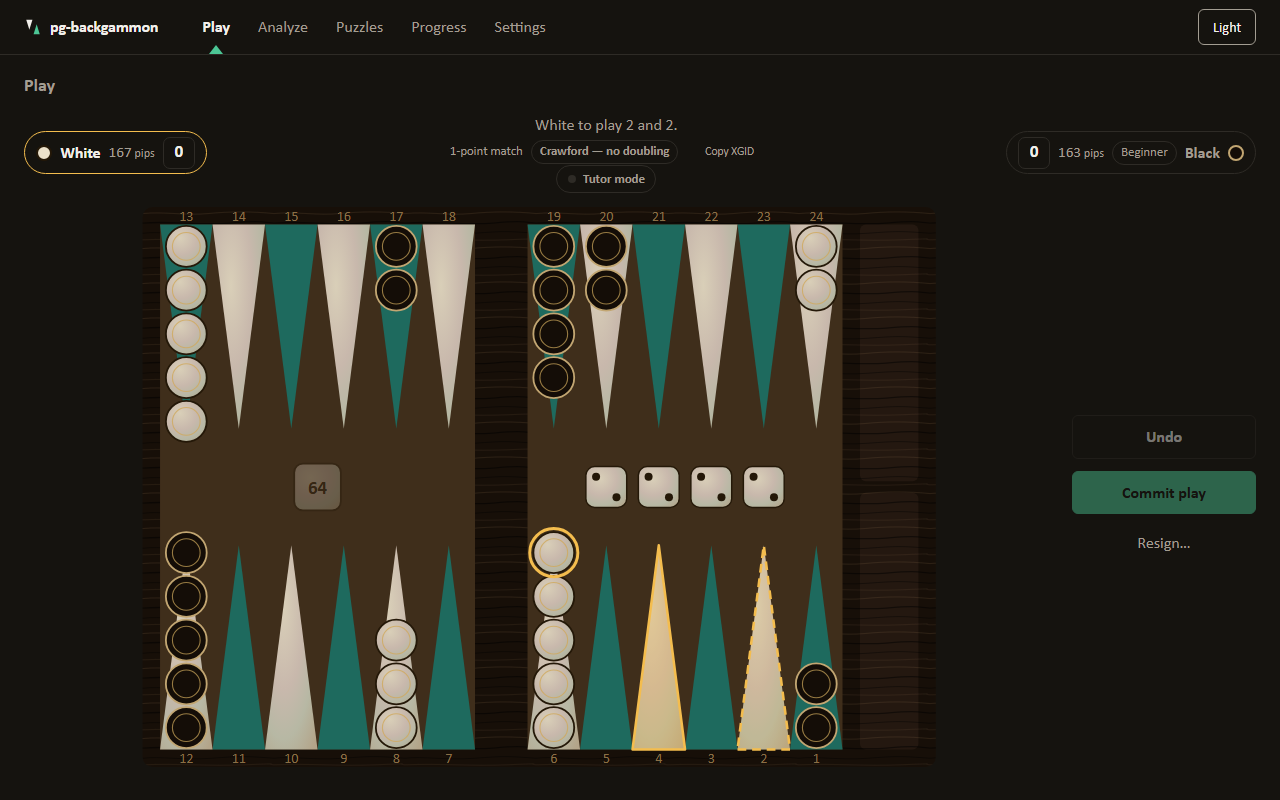 pg-backgammon Play Analyze Puzzles Progress Settings Light
Play
White to play 2 and 2.
White 167 pips 0
1-point match Crawford — no doubling Copy XGID
0 163 pips Beginner Black
Tutor mode
13 14 15 16 17 18 19 20 21 22 23 24
64
Undo
Commit play
Resign...
12 11 10 9 8 7 6 5 4 3 2 1